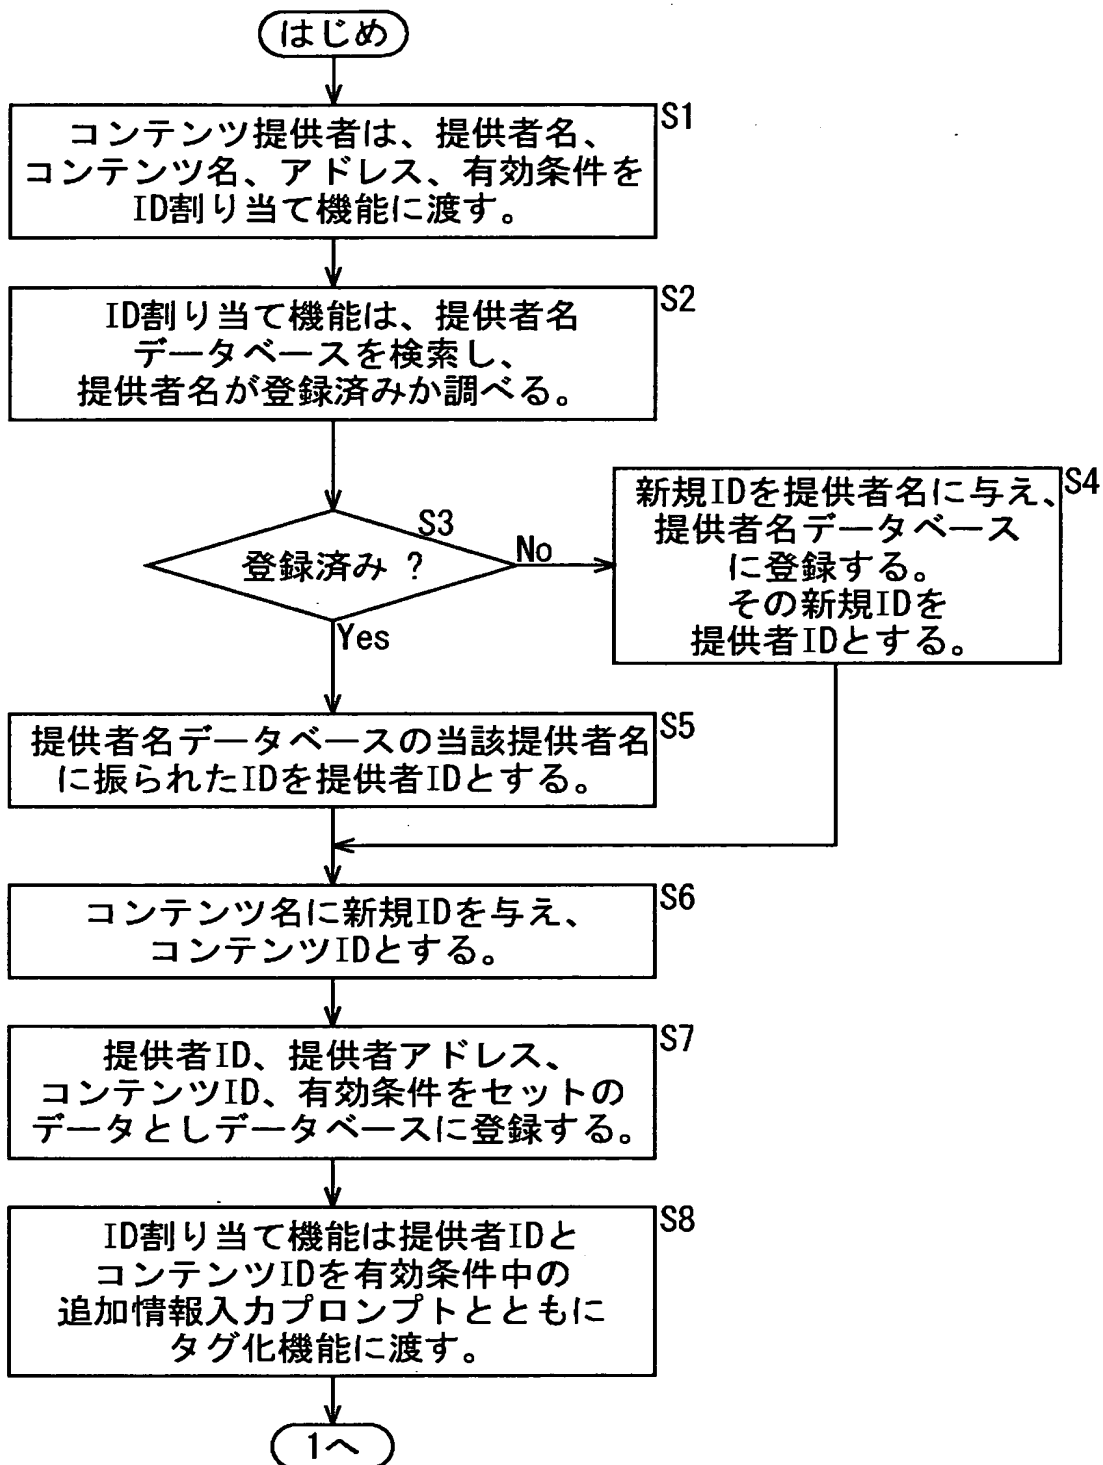 はじめ
S1
コンテンツ提供者は、提供者名、
コンテンツ名、アドレス、有効条件を
ID割り当て機能に渡す。
S2
ID割り当て機能は、提供者名
データベースを検索し、
提供者名が登録済みか調べる。
S3
登録済み ?
No
Yes
S4
新規IDを提供者名に与え、
提供者名データベース
に登録する。
その新規IDを
提供者IDとする。
S5
提供者名データベースの当該提供者名
に振られたIDを提供者IDとする。
S6
コンテンツ名に新規IDを与え、
コンテンツIDとする。
S7
提供者ID、提供者アドレス、
コンテンツID、有効条件をセットの
データとしデータベースに登録する。
S8
ID割り当て機能は提供者IDと
コンテンツIDを有効条件中の
追加情報入力プロンプトとともに
タグ化機能に渡す。
1へ